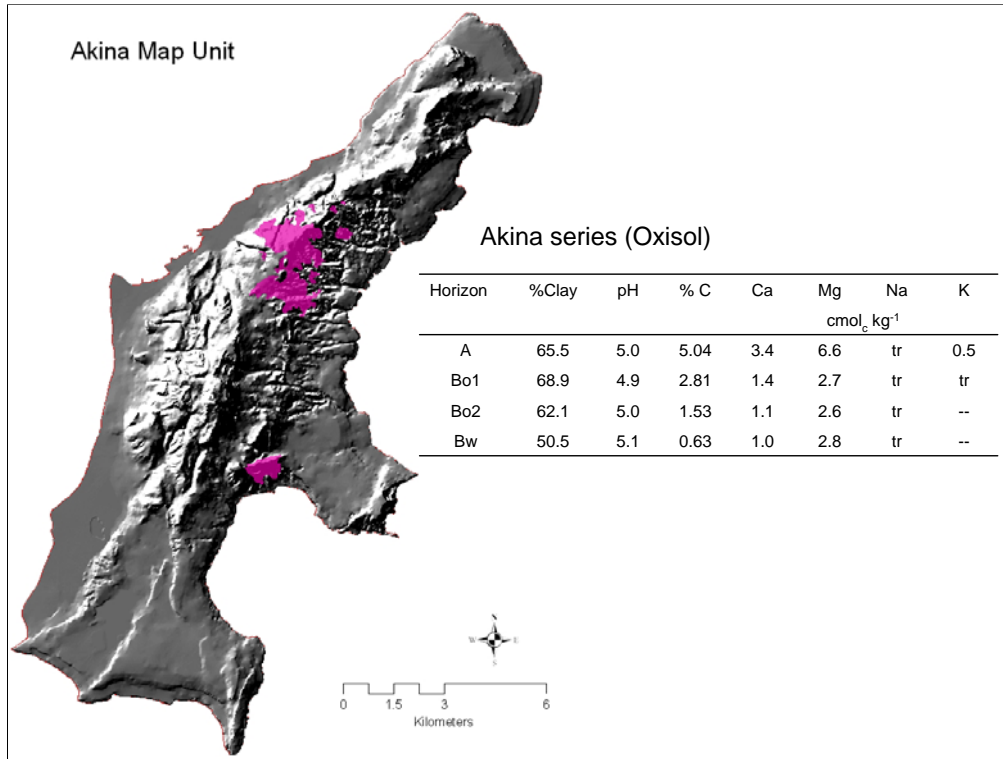 Akina Map Unit
Akina series (Oxisol)
Horizon %Clay pH % C Ca Mg Na K
cmol_c kg⁻¹
A 65.5 5.0 5.04 3.4 6.6 tr 0.5
Bo1 68.9 4.9 2.81 1.4 2.7 tr tr
Bo2 62.1 5.0 1.53 1.1 2.6 tr --
Bw 50.5 5.1 0.63 1.0 2.8 tr --
N
W E
S
0 1.5 3 6
Kilometers